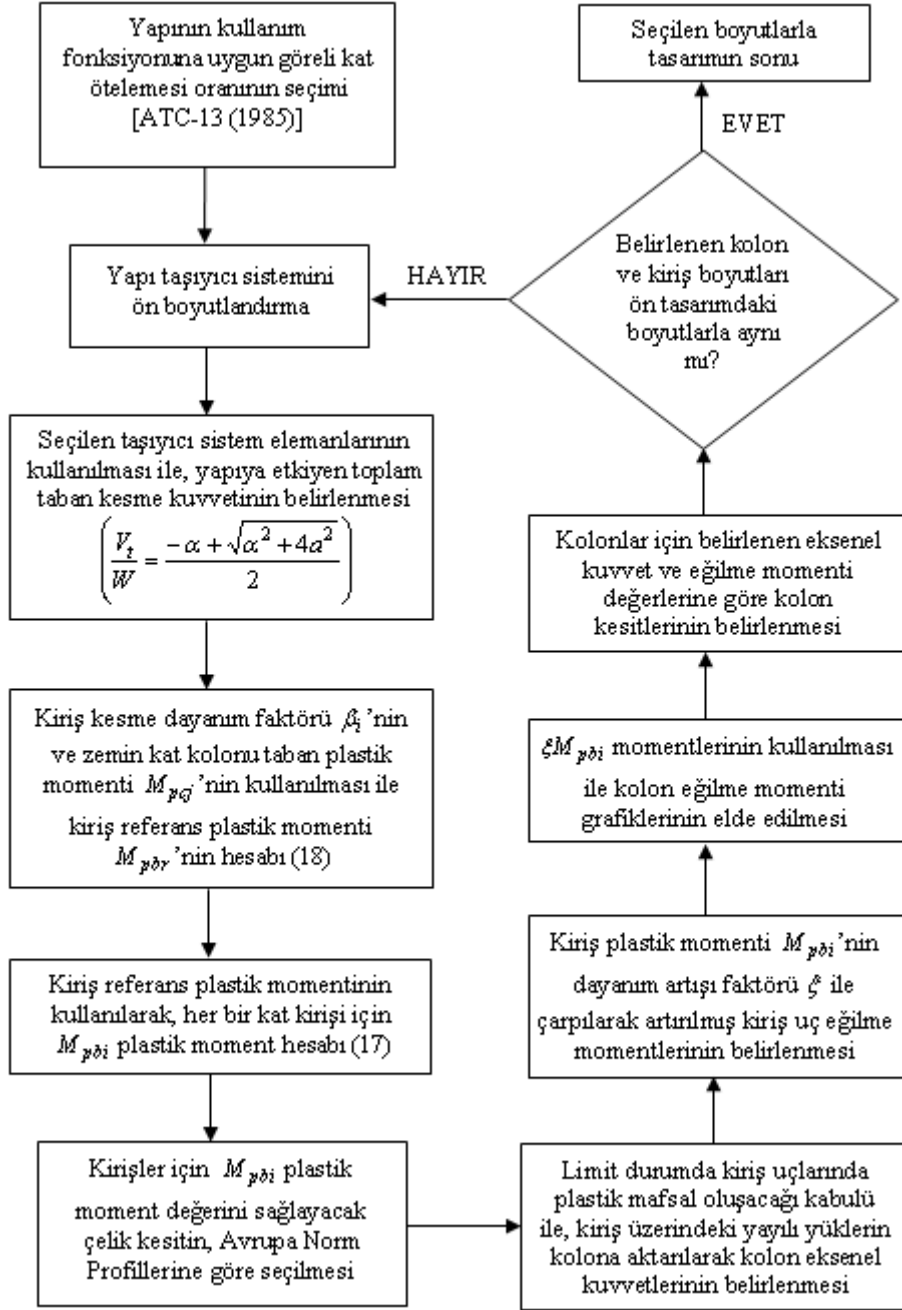 Yapının kullanım
fonksiyonuna uygun göreli kat
ötelemesi oranının seçimi
[ATC-13 (1985)]
Yapı taşıyıcı sistemini
ön boyutlandırma
Seçilen taşıyıcı sistem elemanlarının
kullanılması ile, yapıya etkiyen toplam
taban kesme kuvvetinin belirlenmesi
(V_t / W = (−α + √(α² + 4a²)) / 2)
Kiriş kesme dayanım faktörü β_i'nin
ve zemin kat kolonu taban plastik
momenti M_pcj'nin kullanılması ile
kiriş referans plastik momenti
M_pbr'nin hesabı (18)
Kiriş referans plastik momentinin
kullanılarak, her bir kat kirişi için
M_pbi plastik moment hesabı (17)
Kirişler için M_pbi plastik
moment değerini sağlayacak
çelik kesitin, Avrupa Norm
Profillerine göre seçilmesi
Limit durumda kiriş uçlarında
plastik mafsal oluşacağı kabulü
ile, kiriş üzerindeki yayılı yüklerin
kolona aktarılarak kolon eksenel
kuvvetlerinin belirlenmesi
Kiriş plastik momenti M_pbi'nin
dayanım artışı faktörü ξ ile
çarpılarak artırılmış kiriş uç eğilme
momentlerinin belirlenmesi
ξM_pbi momentlerinin kullanılması
ile kolon eğilme momenti
grafiklerinin elde edilmesi
Kolonlar için belirlenen eksenel
kuvvet ve eğilme momenti
değerlerine göre kolon
kesitlerinin belirlenmesi
Belirlenen kolon
ve kiriş boyutları
ön tasarımdaki
boyutlarla aynı
mı?
HAYIR
EVET
Seçilen boyutlarla
tasarımın sonu